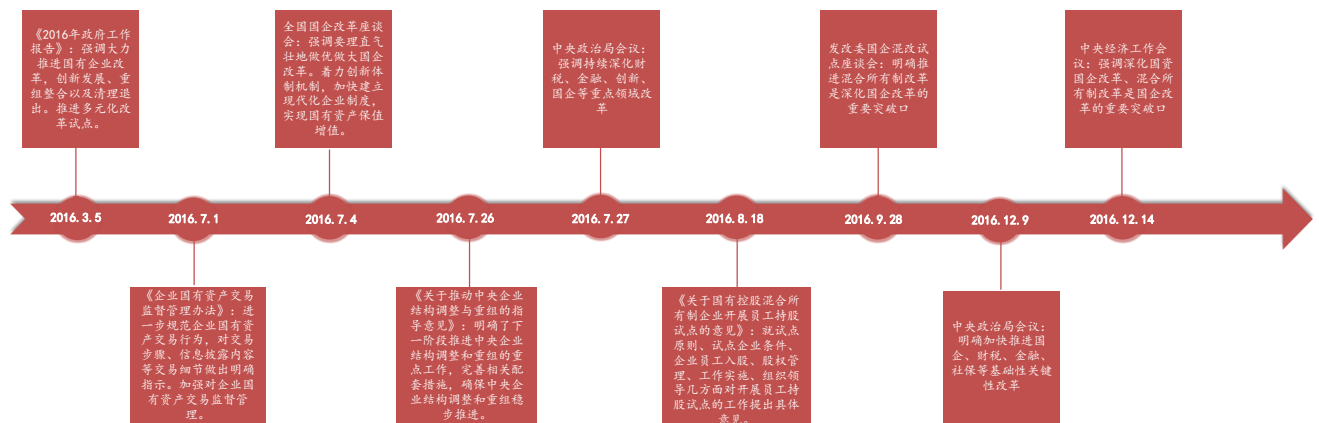 《2016年政府工作
报告》：强调大力
推进国有企业改
革，创新发展、重
组整合以及清理退
出。推进多元化改
革试点。
全国国企改革座谈
会：强调要理直气
壮地做优做大国企
改革。着力创新体
制机制，加快建立
现代化企业制度，
实现国有资产保值
增值。
中央政治局会议：
强调持续深化财
税、金融、创新、
国企等重点领域改
革
发改委国企混改试
点座谈会：明确推
进混合所有制改革
是深化国企改革的
重要突破口
中央经济工作会
议：强调深化国资
国企改革、混合所
有制改革是国企改
革的重要突破口
2016.3.5
2016.7.1
2016.7.4
2016.7.26
2016.7.27
2016.8.18
2016.9.28
2016.12.9
2016.12.14
《企业国有资产交易
监督管理办法》：进
一步规范企业国有资
产交易行为，对交易
步骤、信息披露内容
等交易细节做出明确
指示。加强对企业国
有资产交易监督管
理。
《关于推动中央企业
结构调整与重组的指
导意见》：明确了下
一阶段推进中央企业
结构调整和重组的重
点工作，完善相关配
套措施，确保中央企
业结构调整和重组稳
步推进。
《关于国有控股混合所
有制企业开展员工持股
试点的意见》：就试点
原则、试点企业条件、
企业员工入股、股权管
理、工作实施、组织领
导几方面对开展员工持
股试点的工作提出具体
意见。
中央政治局会议：
明确加快推进国
企、财税、金融、
社保等基础性关键
性改革